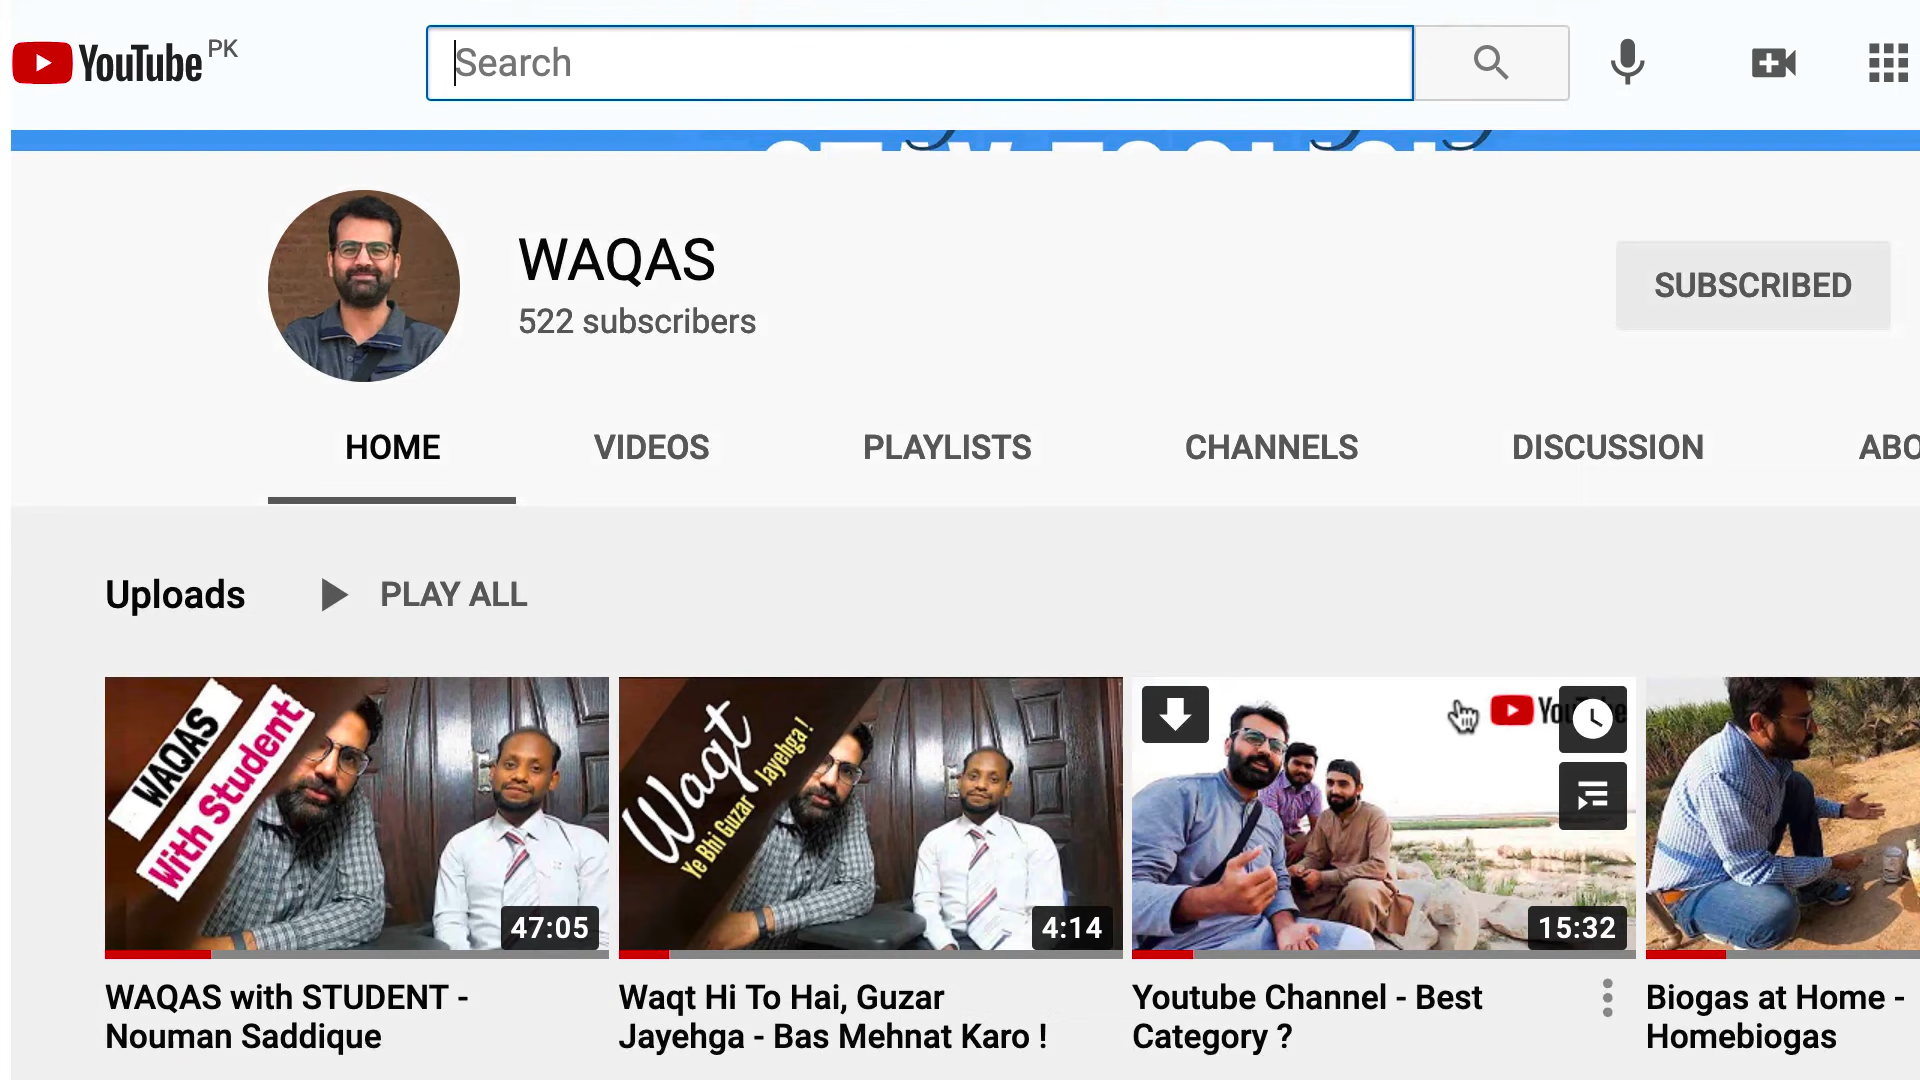 YouTube PK
Search
WAQAS
522 subscribers
SUBSCRIBED
HOME VIDEOS PLAYLISTS CHANNELS DISCUSSION ABO
Uploads PLAY ALL
WAQAS
With Student
47:05
Waqt
Ye Bhi Guzar Jayehga !
4:14
15:32
WAQAS with STUDENT -
Nouman Saddique
Waqt Hi To Hai, Guzar
Jayehga - Bas Mehnat Karo !
Youtube Channel - Best
Category ?
Biogas at Home -
Homebiogas